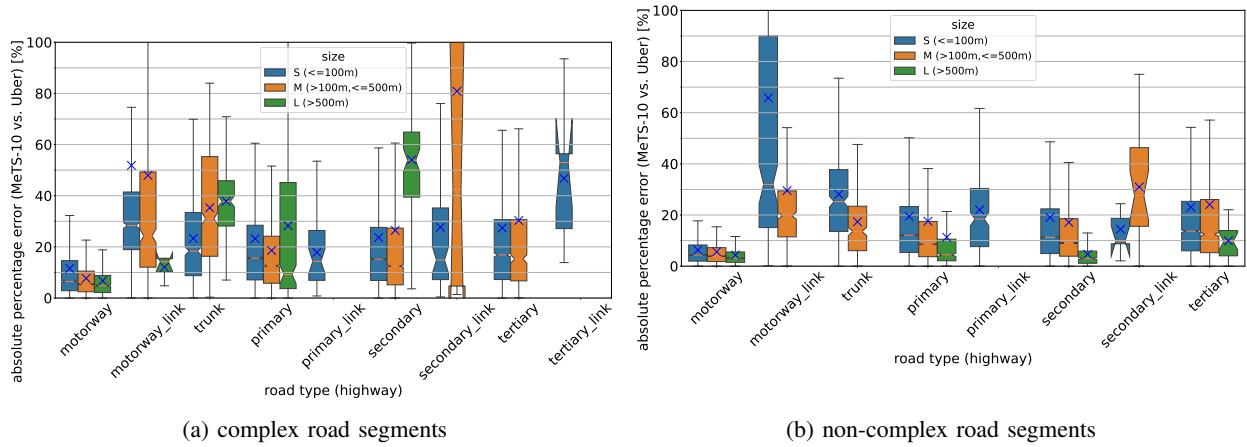 absolute percentage error (MeTS-10 vs. Uber) [%]
100
80
60
40
20
0
size
S (<=100m)
M (>100m,<=500m)
L (>500m)
motorway
motorway_link
trunk
primary
primary_link
secondary
secondary_link
tertiary
tertiary_link
road type (highway)
(a) complex road segments
absolute percentage error (MeTS-10 vs. Uber) [%]
100
80
60
40
20
0
size
S (<=100m)
M (>100m,<=500m)
L (>500m)
motorway
motorway_link
trunk
primary
primary_link
secondary
secondary_link
tertiary
road type (highway)
(b) non-complex road segments